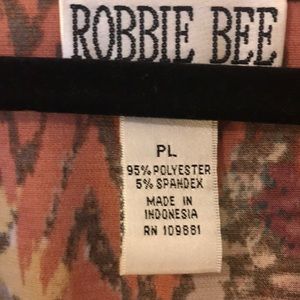 ROBBIE BEE
PL
95% POLYESTER
5% SPANDEX
MADE IN
INDONESIA
RN 109881